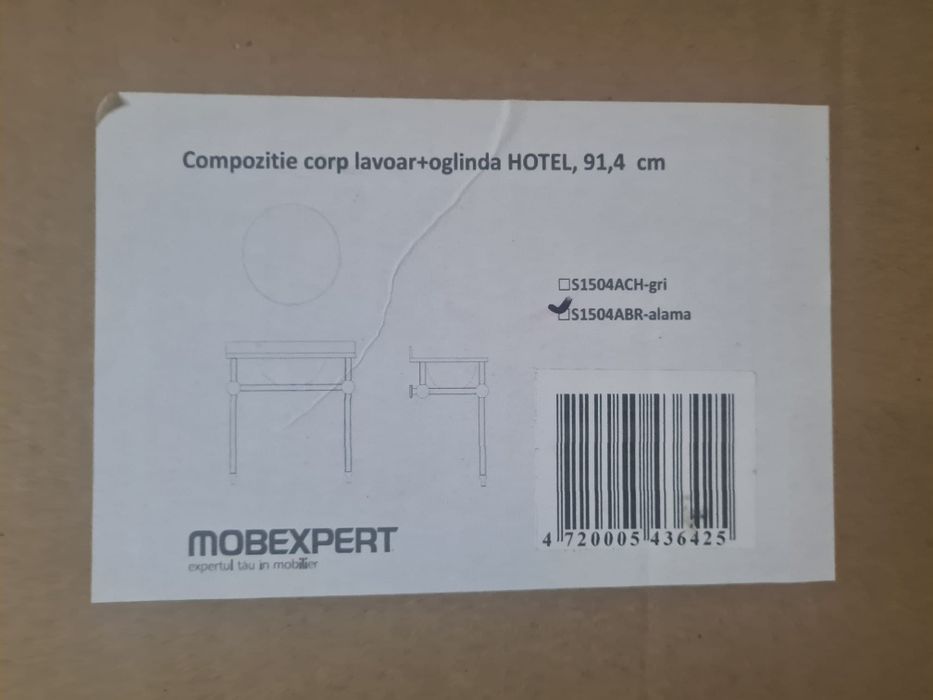 Compozitie corp lavoar+oglinda HOTEL, 91,4 cm
☐S1504ACH-gri
☑S1504ABR-alama
4 720005 436425
MOBEXPERT
expertul tău în mobilier